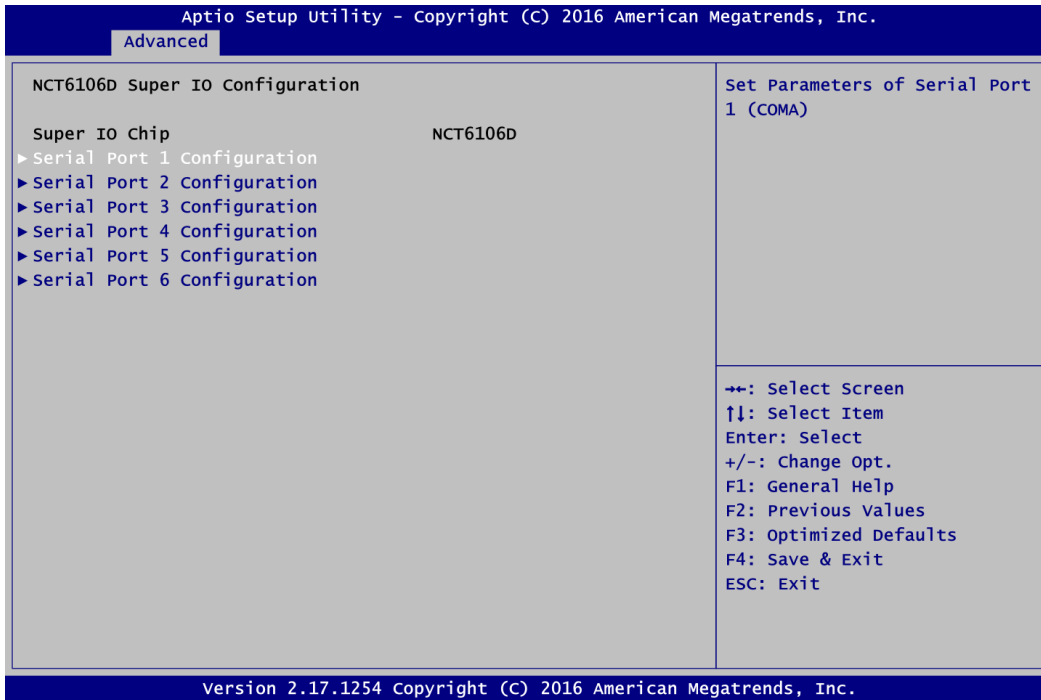 Aptio Setup Utility - Copyright (C) 2016 American Megatrends, Inc.
Advanced
NCT6106D Super IO Configuration
Super IO Chip NCT6106D
►Serial Port 1 Configuration
►Serial Port 2 Configuration
►Serial Port 3 Configuration
►Serial Port 4 Configuration
►Serial Port 5 Configuration
►Serial Port 6 Configuration
Set Parameters of Serial Port
1 (COMA)
→←: Select Screen
↑↓: Select Item
Enter: Select
+/-: Change Opt.
F1: General Help
F2: Previous Values
F3: Optimized Defaults
F4: Save & Exit
ESC: Exit
Version 2.17.1254 Copyright (C) 2016 American Megatrends, Inc.